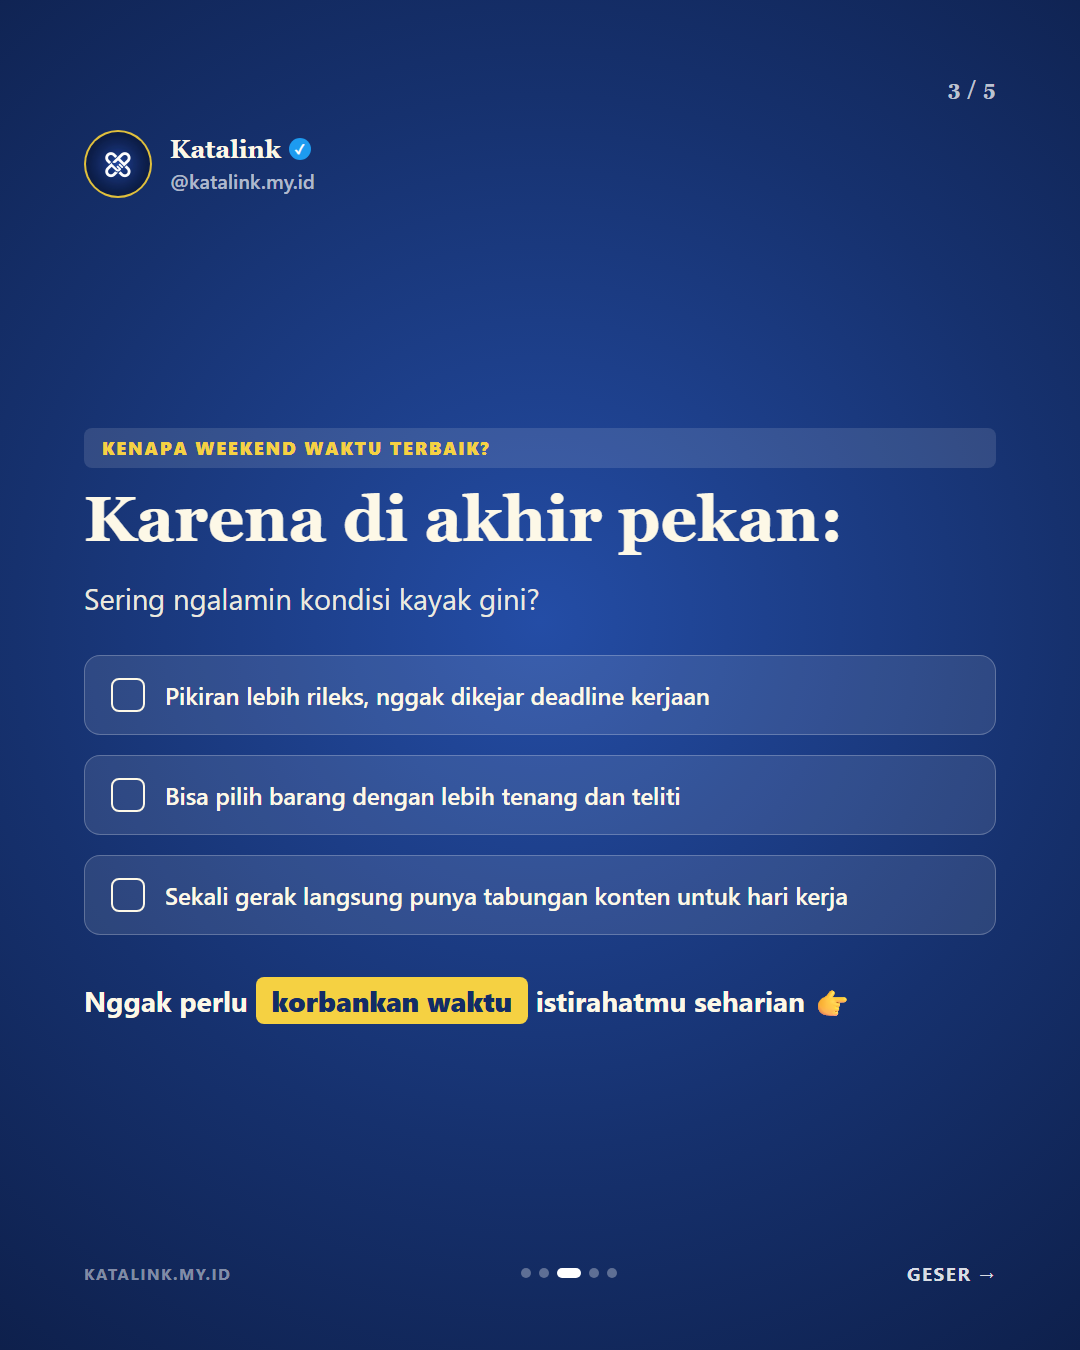 3 / 5
Katalink
@katalink.my.id
KENAPA WEEKEND WAKTU TERBAIK?
Karena di akhir pekan:
Sering ngalamin kondisi kayak gini?
Pikiran lebih rileks, nggak dikejar deadline kerjaan
Bisa pilih barang dengan lebih tenang dan teliti
Sekali gerak langsung punya tabungan konten untuk hari kerja
Nggak perlu korbankan waktu istirahatmu seharian 👉
KATALINK.MY.ID
GESER →